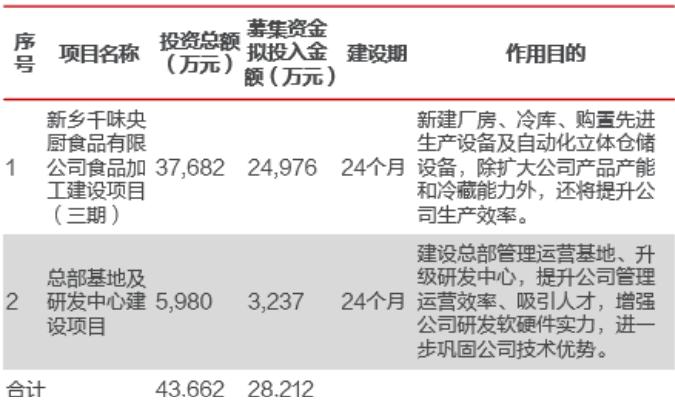 序号 项目名称 投资总额（万元） 募集资金拟投入金额（万元） 建设期 作用目的
1 新乡千味央厨食品有限公司食品加工建设项目（三期） 37,682 24,976 24个月 新建厂房、冷库、购置先进生产设备及自动化立体仓储设备，除扩大公司产品产能和冷藏能力外，还将提升公司生产效率。
2 总部基地及研发中心建设项目 5,980 3,237 24个月 建设总部管理运营基地、升级研发中心，提升公司管理运营效率、吸引人才，增强公司研发软硬件实力，进一步巩固公司技术优势。
合计 43,662 28,212